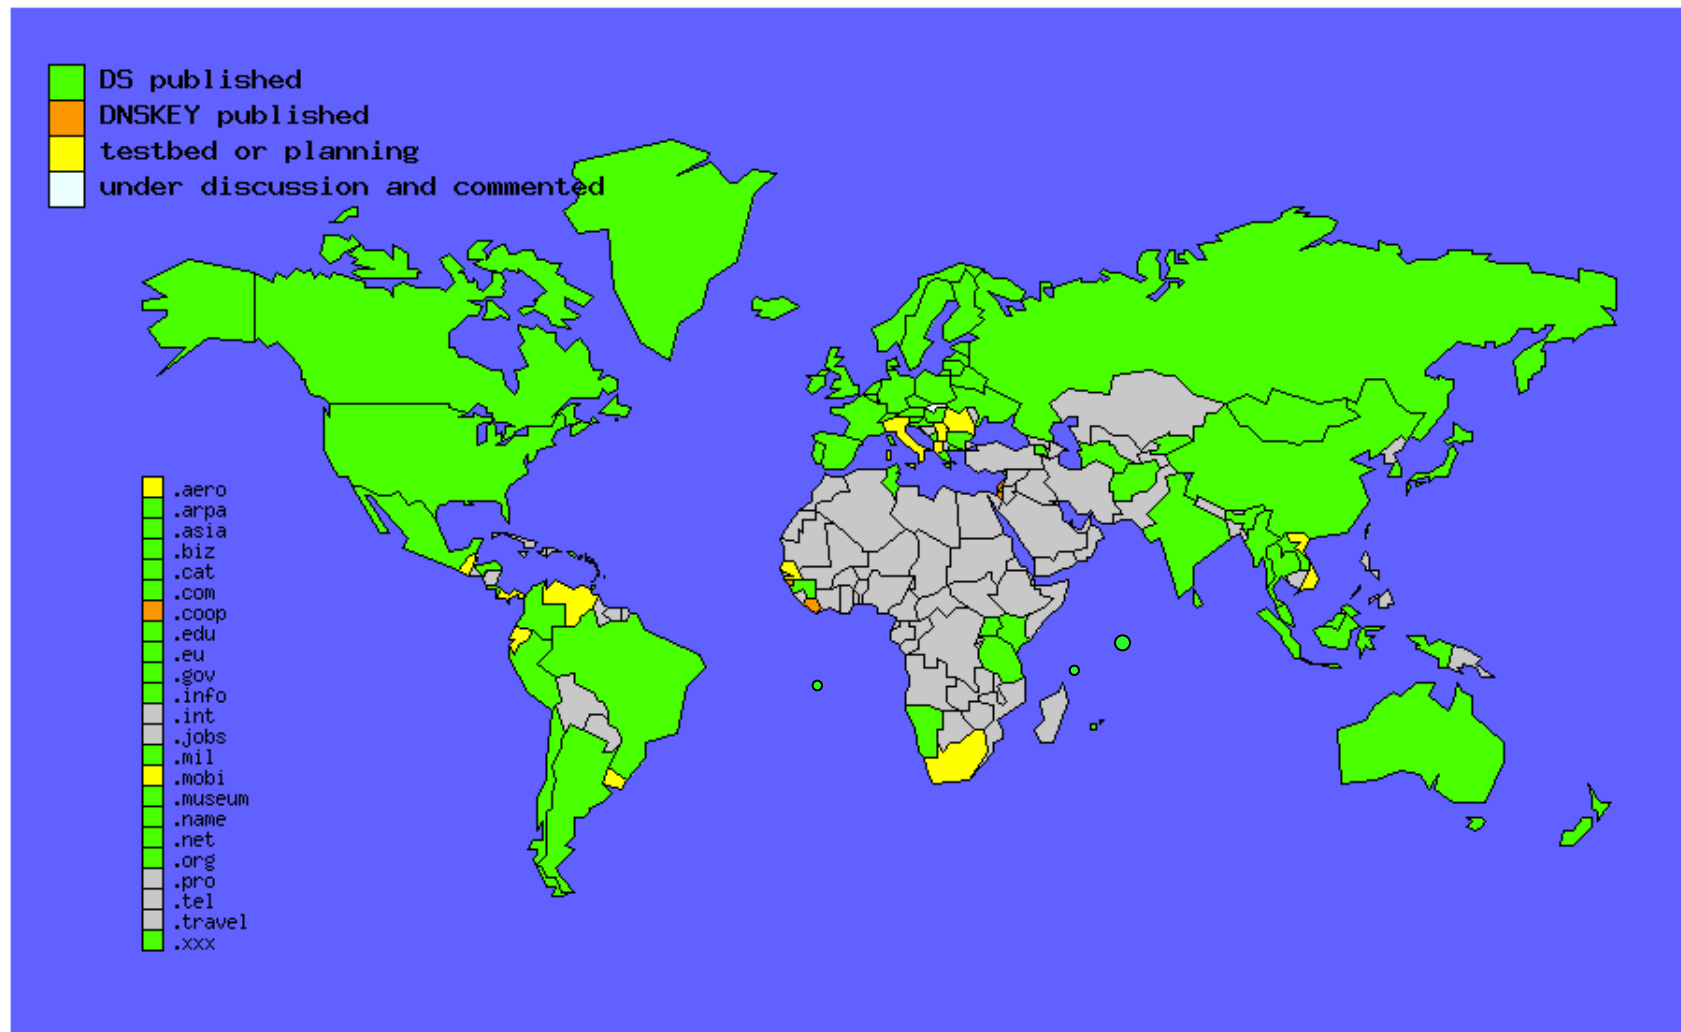 DS published
DNSKEY published
testbed or planning
under discussion and commented
.aero
.arpa
.asia
.biz
.cat
.com
.coop
.edu
.eu
.gov
.info
.int
.jobs
.mil
.mobi
.museum
.name
.net
.org
.pro
.tel
.travel
.xxx